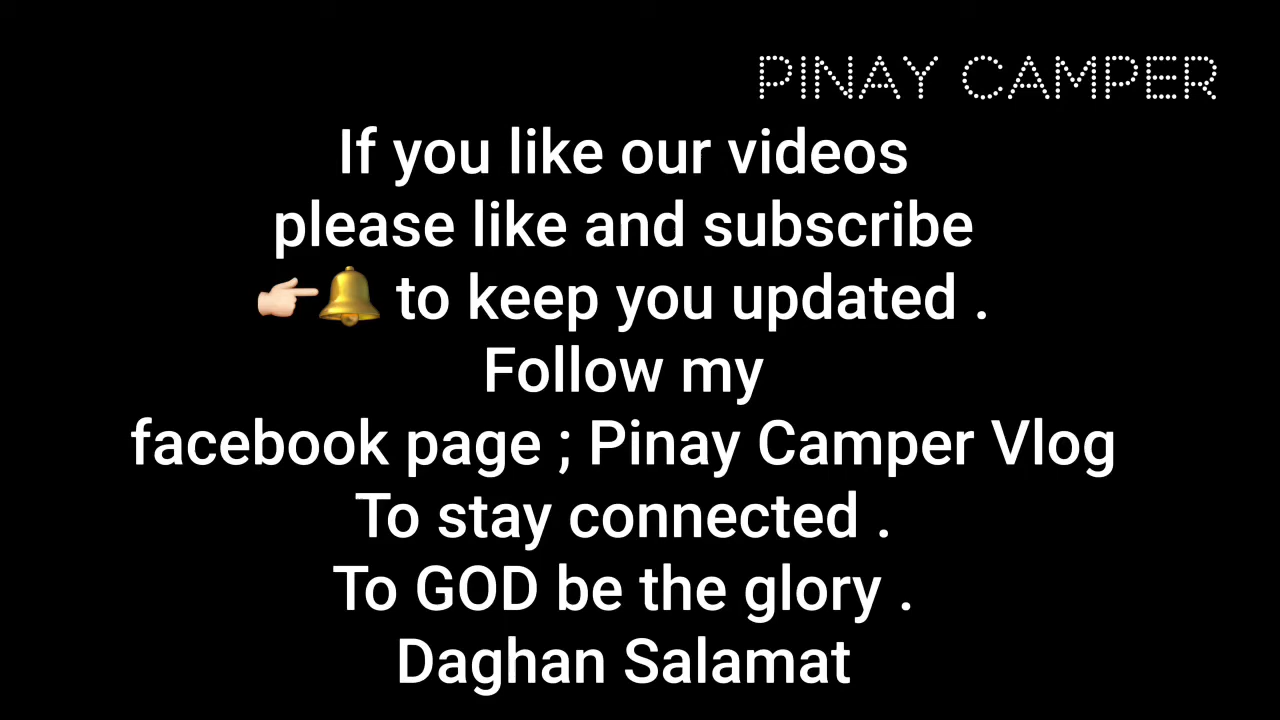 PINAY CAMPER
If you like our videos
please like and subscribe
👉🏻🔔 to keep you updated .
Follow my
facebook page ; Pinay Camper Vlog
To stay connected .
To GOD be the glory .
Daghan Salamat